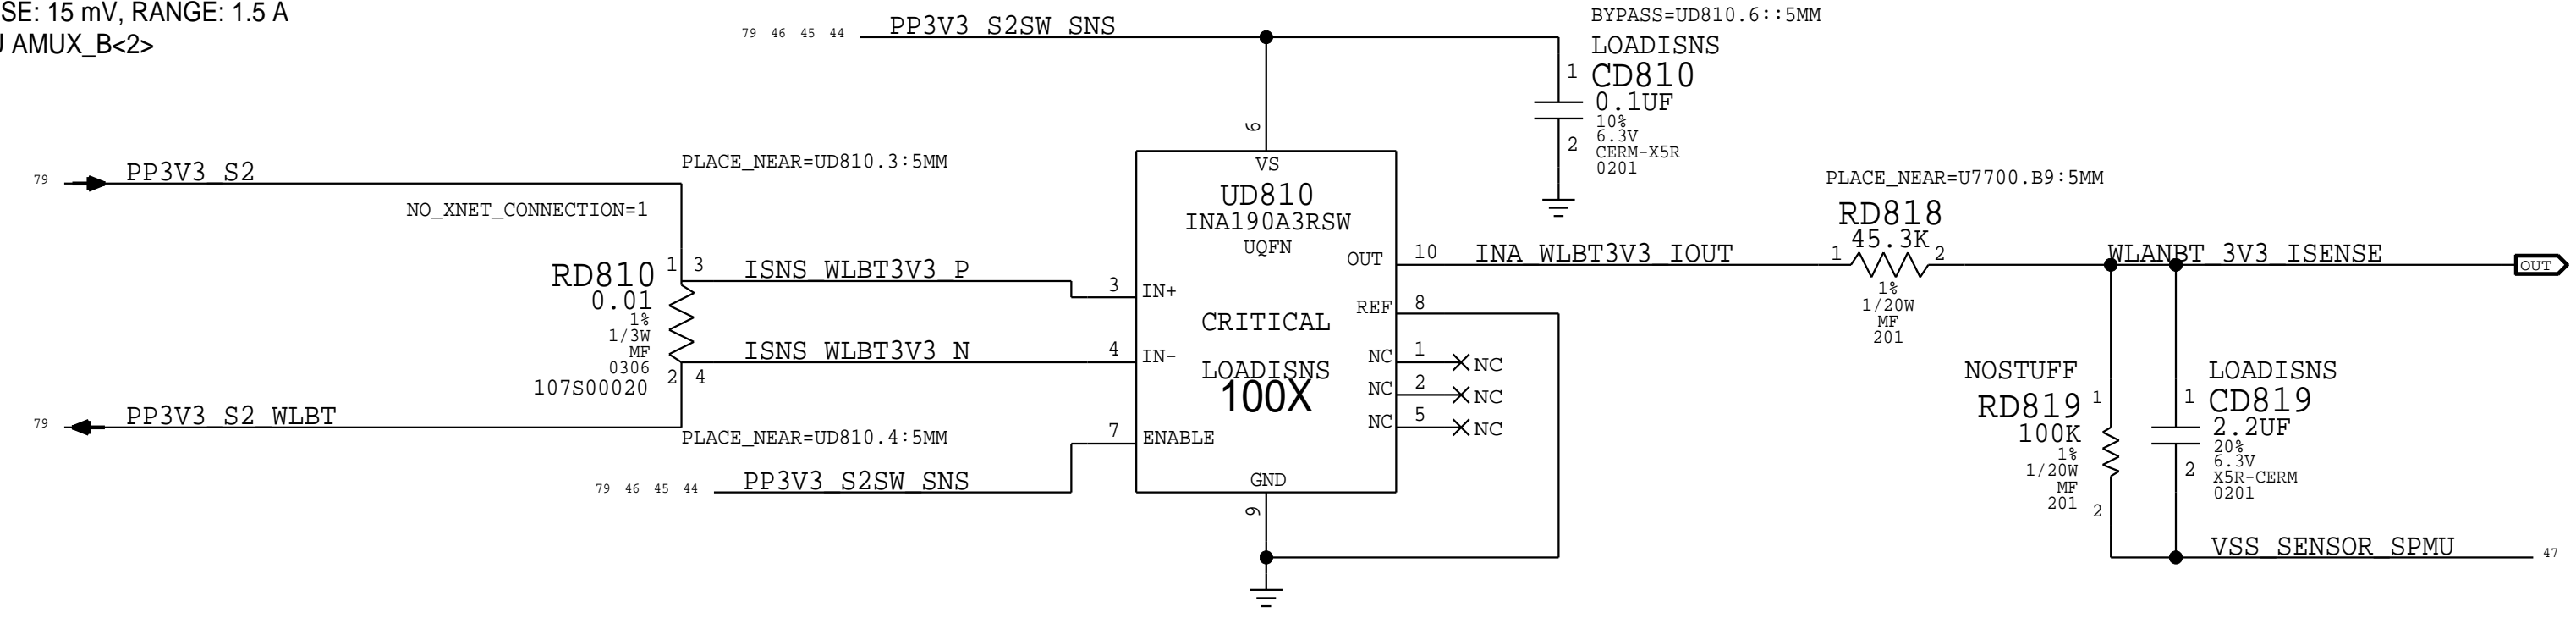 SE: 15 mV, RANGE: 1.5 A
AMUX_B<2>
79 46 45 44 PP3V3_S2SW_SNS
BYPASS=UD810.6::5MM
LOADISNS
1 CD810
0.1UF
10%
6.3V
2 CERM-X5R
0201
6
79 PP3V3_S2
PLACE_NEAR=UD810.3:5MM
NO_XNET_CONNECTION=1
1 3
RD810
0.01
1%
1/3W
MF
0306
107S00020
2 4
ISNS_WLBT3V3_P
ISNS_WLBT3V3_N
79 PP3V3_S2_WLBT
PLACE_NEAR=UD810.4:5MM
79 46 45 44 PP3V3_S2SW_SNS
VS
UD810
INA190A3RSW
UQFN
3 IN+
4 IN-
7 ENABLE
CRITICAL
LOADISNS
100X
GND
9
OUT 10 INA_WLBT3V3_IOUT
REF 8
NC 1 NC
NC 2 NC
NC 5 NC
PLACE_NEAR=U7700.B9:5MM
RD818
1 45.3K 2
1%
1/20W
MF
201
WLANBT_3V3_ISENSE
OUT
NOSTUFF
RD819 1
100K
1%
1/20W
MF
201
2
LOADISNS
1 CD819
2.2UF
20%
6.3V
2 X5R-CERM
0201
VSS_SENSOR_SPMU 47